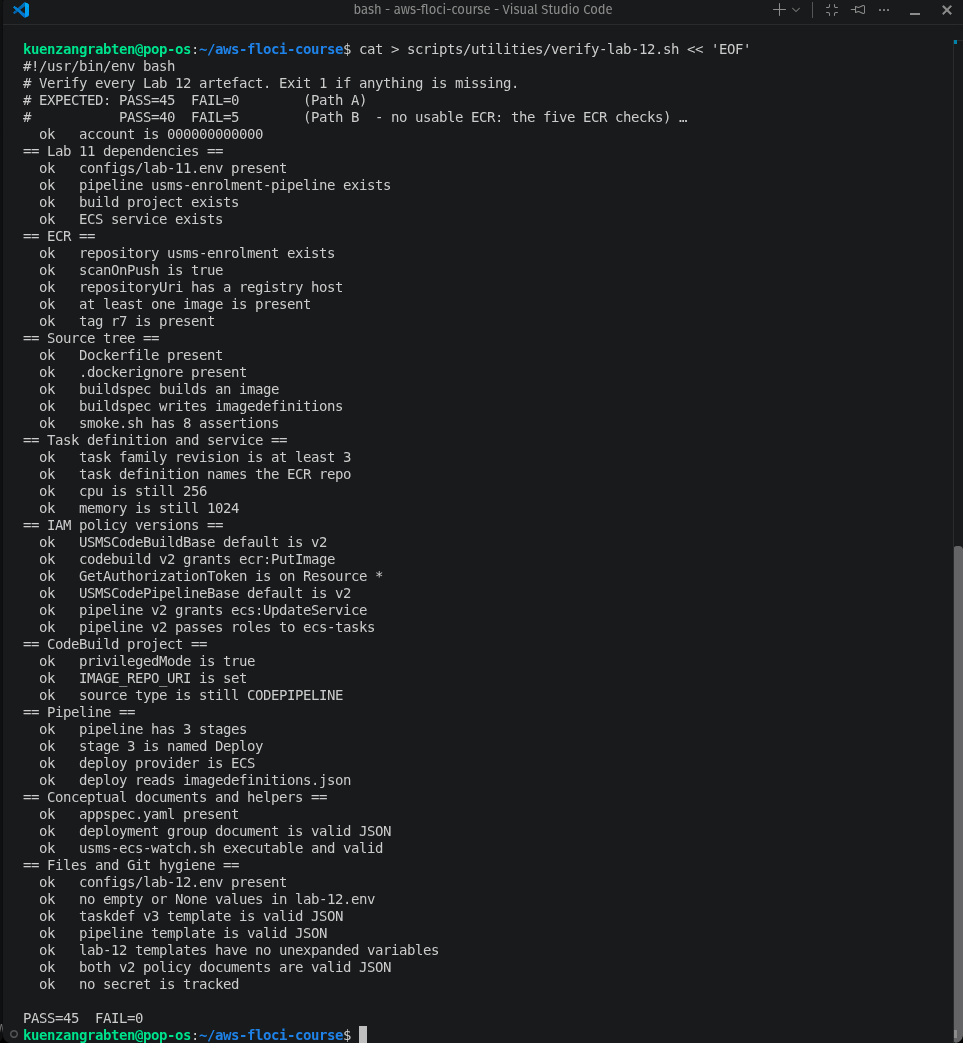 bash - aws-floci-course - Visual Studio Code
kuenzangrabten@pop-os:~/aws-floci-course$ cat > scripts/utilities/verify-lab-12.sh << 'EOF'
#!/usr/bin/env bash
# Verify every Lab 12 artefact. Exit 1 if anything is missing.
# EXPECTED: PASS=45  FAIL=0        (Path A)
#           PASS=40  FAIL=5        (Path B  - no usable ECR: the five ECR checks) …
  ok   account is 000000000000
== Lab 11 dependencies ==
  ok   configs/lab-11.env present
  ok   pipeline usms-enrolment-pipeline exists
  ok   build project exists
  ok   ECS service exists
== ECR ==
  ok   repository usms-enrolment exists
  ok   scanOnPush is true
  ok   repositoryUri has a registry host
  ok   at least one image is present
  ok   tag r7 is present
== Source tree ==
  ok   Dockerfile present
  ok   .dockerignore present
  ok   buildspec builds an image
  ok   buildspec writes imagedefinitions
  ok   smoke.sh has 8 assertions
== Task definition and service ==
  ok   task family revision is at least 3
  ok   task definition names the ECR repo
  ok   cpu is still 256
  ok   memory is still 1024
== IAM policy versions ==
  ok   USMSCodeBuildBase default is v2
  ok   codebuild v2 grants ecr:PutImage
  ok   GetAuthorizationToken is on Resource *
  ok   USMSCodePipelineBase default is v2
  ok   pipeline v2 grants ecs:UpdateService
  ok   pipeline v2 passes roles to ecs-tasks
== CodeBuild project ==
  ok   privilegedMode is true
  ok   IMAGE_REPO_URI is set
  ok   source type is still CODEPIPELINE
== Pipeline ==
  ok   pipeline has 3 stages
  ok   stage 3 is named Deploy
  ok   deploy provider is ECS
  ok   deploy reads imagedefinitions.json
== Conceptual documents and helpers ==
  ok   appspec.yaml present
  ok   deployment group document is valid JSON
  ok   usms-ecs-watch.sh executable and valid
== Files and Git hygiene ==
  ok   configs/lab-12.env present
  ok   no empty or None values in lab-12.env
  ok   taskdef v3 template is valid JSON
  ok   pipeline template is valid JSON
  ok   lab-12 templates have no unexpanded variables
  ok   both v2 policy documents are valid JSON
  ok   no secret is tracked
PASS=45  FAIL=0
kuenzangrabten@pop-os:~/aws-floci-course$